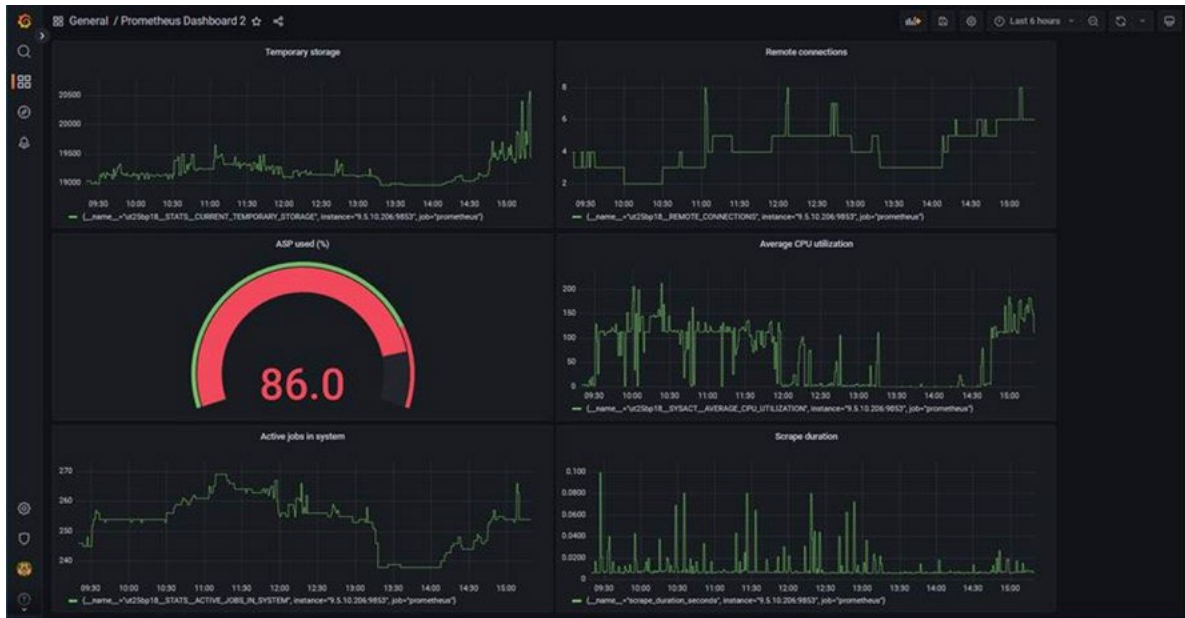 General / Prometheus Dashboard 2
Last 6 hours
Temporary storage
20500
20000
19500
19000
09:30 10:00 10:30 11:00 11:30 12:00 12:30 13:00 13:30 14:00 14:30 15:00
{__name__="ut25bp18__STATS__CURRENT_TEMPORARY_STORAGE", instance="9.5.10.206:9853", job="prometheus"}
Remote connections
8
6
4
2
09:30 10:00 10:30 11:00 11:30 12:00 12:30 13:00 13:30 14:00 14:30 15:00
{__name__="ut25bp18__REMOTE_CONNECTIONS", instance="9.5.10.206:9853", job="prometheus"}
ASP used (%)
86.0
Average CPU utilization
200
150
100
50
0
09:30 10:00 10:30 11:00 11:30 12:00 12:30 13:00 13:30 14:00 14:30 15:00
{__name__="ut25bp18__SYSACT__AVERAGE_CPU_UTILIZATION", instance="9.5.10.206:9853", job="prometheus"}
Active jobs in system
270
260
250
240
09:30 10:00 10:30 11:00 11:30 12:00 12:30 13:00 13:30 14:00 14:30 15:00
{__name__="ut25bp18__STATS__ACTIVE_JOBS_IN_SYSTEM", instance="9.5.10.206:9853", job="prometheus"}
Scrape duration
0.100
0.0800
0.0600
0.0400
0.0200
0
09:30 10:00 10:30 11:00 11:30 12:00 12:30 13:00 13:30 14:00 14:30 15:00
{__name__="scrape_duration_seconds", instance="9.5.10.206:9853", job="prometheus"}